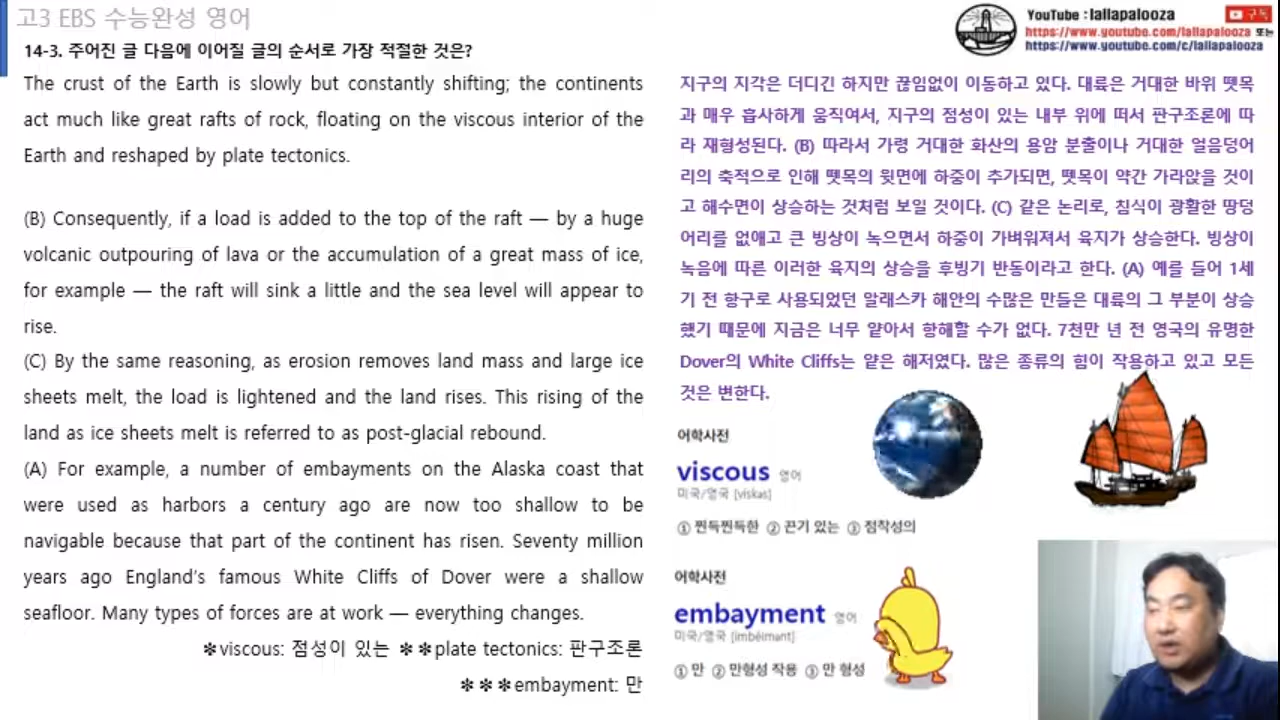 고3 EBS 수능완성 영어
YouTube : lallapalooza
구독
https://www.youtube.com/lallapalooza 또는
https://www.youtube.com/c/lallapalooza
14-3. 주어진 글 다음에 이어질 글의 순서로 가장 적절한 것은?
The crust of the Earth is slowly but constantly shifting; the continents
act much like great rafts of rock, floating on the viscous interior of the
Earth and reshaped by plate tectonics.
(B) Consequently, if a load is added to the top of the raft — by a huge
volcanic outpouring of lava or the accumulation of a great mass of ice,
for example — the raft will sink a little and the sea level will appear to
rise.
(C) By the same reasoning, as erosion removes land mass and large ice
sheets melt, the load is lightened and the land rises. This rising of the
land as ice sheets melt is referred to as post-glacial rebound.
(A) For example, a number of embayments on the Alaska coast that
were used as harbors a century ago are now too shallow to be
navigable because that part of the continent has risen. Seventy million
years ago England's famous White Cliffs of Dover were a shallow
seafloor. Many types of forces are at work — everything changes.
✻viscous: 점성이 있는 ✻✻plate tectonics: 판구조론
✻✻✻embayment: 만
지구의 지각은 더디긴 하지만 끊임없이 이동하고 있다. 대륙은 거대한 바위 뗏목
과 매우 흡사하게 움직여서, 지구의 점성이 있는 내부 위에 떠서 판구조론에 따
라 재형성된다. (B) 따라서 가령 거대한 화산의 용암 분출이나 거대한 얼음덩어
리의 축적으로 인해 뗏목의 윗면에 하중이 추가되면, 뗏목이 약간 가라앉을 것이
고 해수면이 상승하는 것처럼 보일 것이다. (C) 같은 논리로, 침식이 광활한 땅덩
어리를 없애고 큰 빙상이 녹으면서 하중이 가벼워져서 육지가 상승한다. 빙상이
녹음에 따른 이러한 육지의 상승을 후빙기 반동이라고 한다. (A) 예를 들어 1세
기 전 항구로 사용되었던 알래스카 해안의 수많은 만들은 대륙의 그 부분이 상승
했기 때문에 지금은 너무 얕아서 항해할 수가 없다. 7천만 년 전 영국의 유명한
Dover의 White Cliffs는 얕은 해저였다. 많은 종류의 힘이 작용하고 있고 모든
것은 변한다.
어학사전
viscous 영어
미국/영국 [vískəs]
① 찐득찐득한 ② 끈기 있는 ③ 점착성의
어학사전
embayment 영어
미국/영국 [imbéimənt]
① 만 ② 만형성 작용 ③ 만 형성